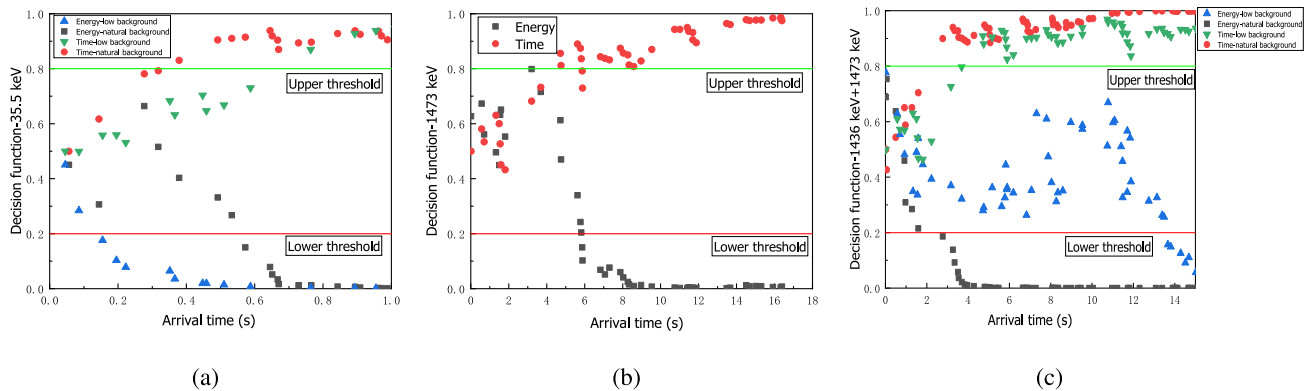 Energy-low background
Energy-natural background
Time-low background
Time-natural background
Upper threshold
Lower threshold
Decision function-35.5 keV
1.0
0.8
0.6
0.4
0.2
0.0
0.0 0.2 0.4 0.6 0.8 1.0
Arrival time (s)
(a)
Energy
Time
Upper threshold
Lower threshold
Decision function-1473 keV
1.0
0.8
0.6
0.4
0.2
0.0
0 2 4 6 8 10 12 14 16 18
Arrival time (s)
(b)
Energy-low background
Energy-natural background
Time-low background
Time-natural background
Upper threshold
Lower threshold
Decision function-1436 keV+1473 keV
1.0
0.8
0.6
0.4
0.2
0.0
0 2 4 6 8 10 12 14
Arrival time (s)
(c)